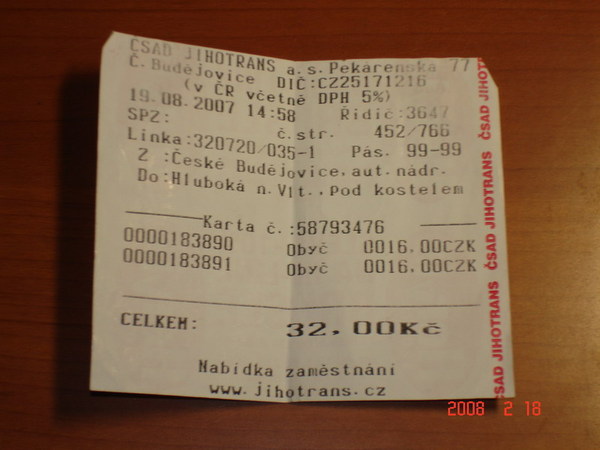 ČSAD JIHOTRANS a.s. Pekárenská 77
Č. Budějovice DIČ:CZ25171216
(v ČR včetně DPH 5%)
19.08.2007 14:58 Řidič:3647
SPZ:
č.str. 452/766
Linka:320720/035-1 Pás. 99-99
Z :České Budějovice,aut.nádr.
Do:Hluboká n.Vlt.,Pod kostelem
Karta č.:58793476
0000183890 Obyč 0016.00CZK
0000183891 Obyč 0016.00CZK
CELKEM: 32,00Kč
Nabídka zaměstnání
www.jihotrans.cz
ČSAD JIHOTRANS ČSAD JIHOTRANS ČSAD JIHOT
2008 2 18